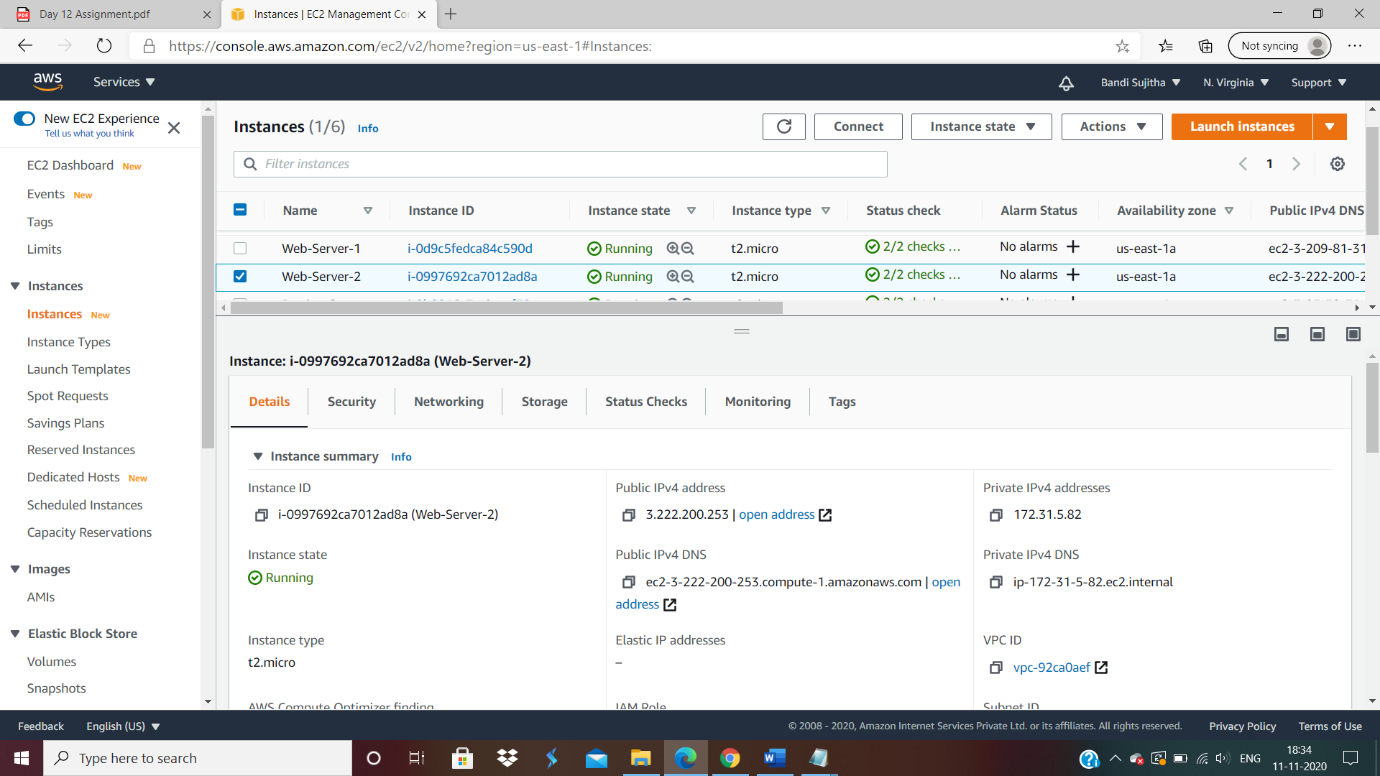 Day 12 Assignment.pdf
Instances | EC2 Management Co
https://console.aws.amazon.com/ec2/v2/home?region=us-east-1#Instances:
Not syncing
aws Services Bandi Sujitha N. Virginia Support
New EC2 Experience
Tell us what you think
EC2 Dashboard New
Events New
Tags
Limits
Instances
Instances New
Instance Types
Launch Templates
Spot Requests
Savings Plans
Reserved Instances
Dedicated Hosts New
Scheduled Instances
Capacity Reservations
Images
AMIs
Elastic Block Store
Volumes
Snapshots
Instances (1/6) Info
Connect Instance state Actions Launch instances
Filter instances
1
Name Instance ID Instance state Instance type Status check Alarm Status Availability zone Public IPv4 DNS
Web-Server-1 i-0d9c5fedca84c590d Running t2.micro 2/2 checks ... No alarms + us-east-1a ec2-3-209-81-31
Web-Server-2 i-0997692ca7012ad8a Running t2.micro 2/2 checks ... No alarms + us-east-1a ec2-3-222-200-2
Instance: i-0997692ca7012ad8a (Web-Server-2)
Details Security Networking Storage Status Checks Monitoring Tags
Instance summary Info
Instance ID
i-0997692ca7012ad8a (Web-Server-2)
Public IPv4 address
3.222.200.253 | open address
Private IPv4 addresses
172.31.5.82
Instance state
Running
Public IPv4 DNS
ec2-3-222-200-253.compute-1.amazonaws.com | open
address
Private IPv4 DNS
ip-172-31-5-82.ec2.internal
Instance type
t2.micro
Elastic IP addresses
–
VPC ID
vpc-92ca0aef
AWS Compute Optimizer finding
IAM Role
Subnet ID
Feedback English (US) © 2008 - 2020, Amazon Internet Services Private Ltd. or its affiliates. All rights reserved. Privacy Policy Terms of Use
Type here to search
ENG
18:34
11-11-2020